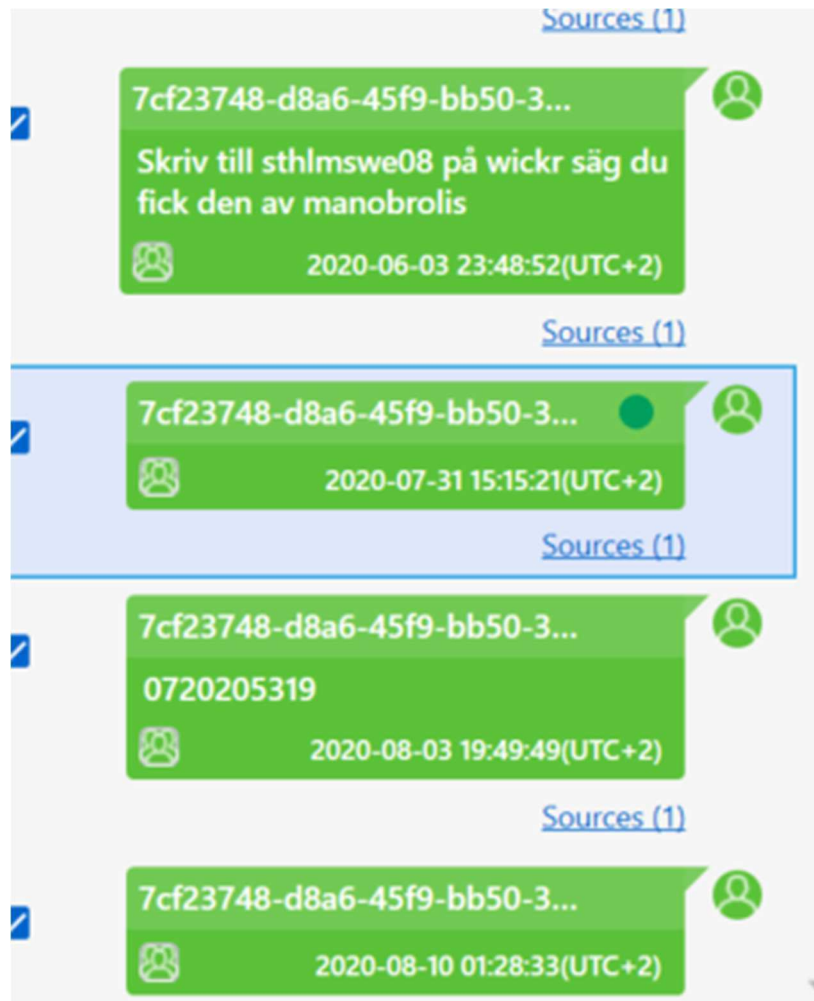 Sources (1)
7cf23748-d8a6-45f9-bb50-3...
Skriv till sthlmswe08 på wickr säg du
fick den av manobrolis
2020-06-03 23:48:52(UTC+2)
Sources (1)
7cf23748-d8a6-45f9-bb50-3...
2020-07-31 15:15:21(UTC+2)
Sources (1)
7cf23748-d8a6-45f9-bb50-3...
0720205319
2020-08-03 19:49:49(UTC+2)
Sources (1)
7cf23748-d8a6-45f9-bb50-3...
2020-08-10 01:28:33(UTC+2)